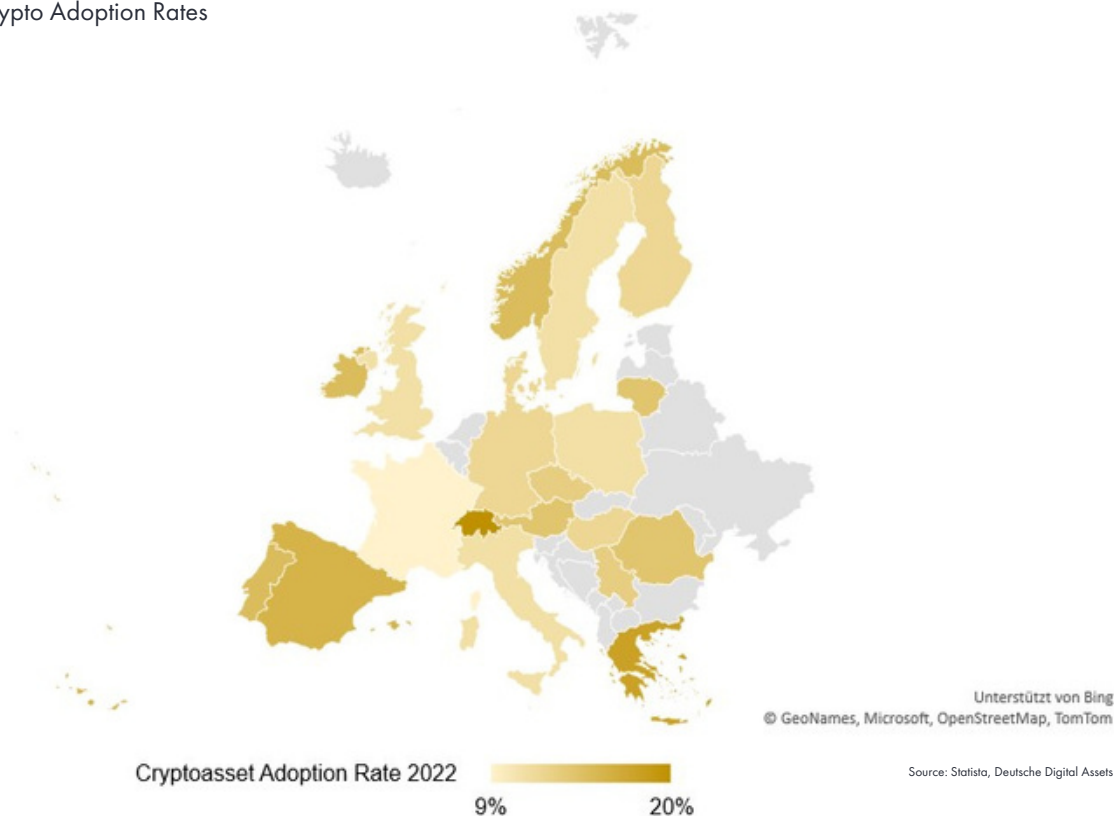 ypto Adoption Rates
Unterstützt von Bing
© GeoNames, Microsoft, OpenStreetMap, TomTom
Cryptoasset Adoption Rate 2022
9%
20%
Source: Statista, Deutsche Digital Assets